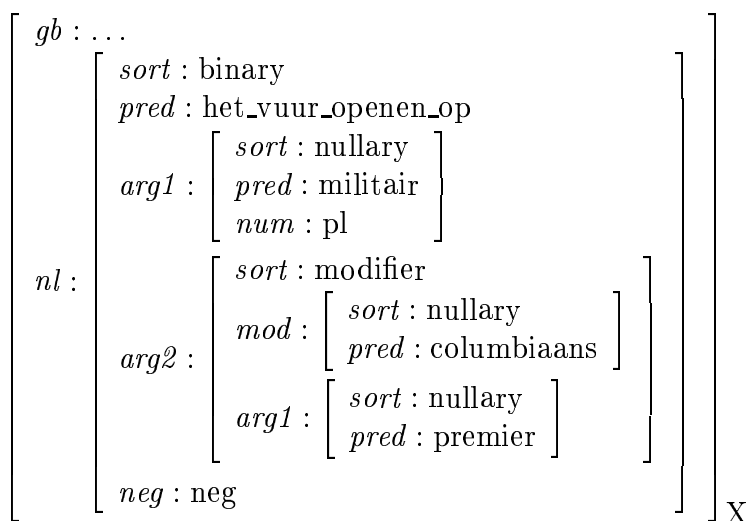 gb : ...
sort : binary
pred : het_vuur_openen_op
sort : nullary
arg1 : pred : militair
num : pl
nl :
sort : modifier
mod : sort : nullary
pred : columbiaans
arg2 :
arg1 : sort : nullary
pred : premier
neg : neg
X